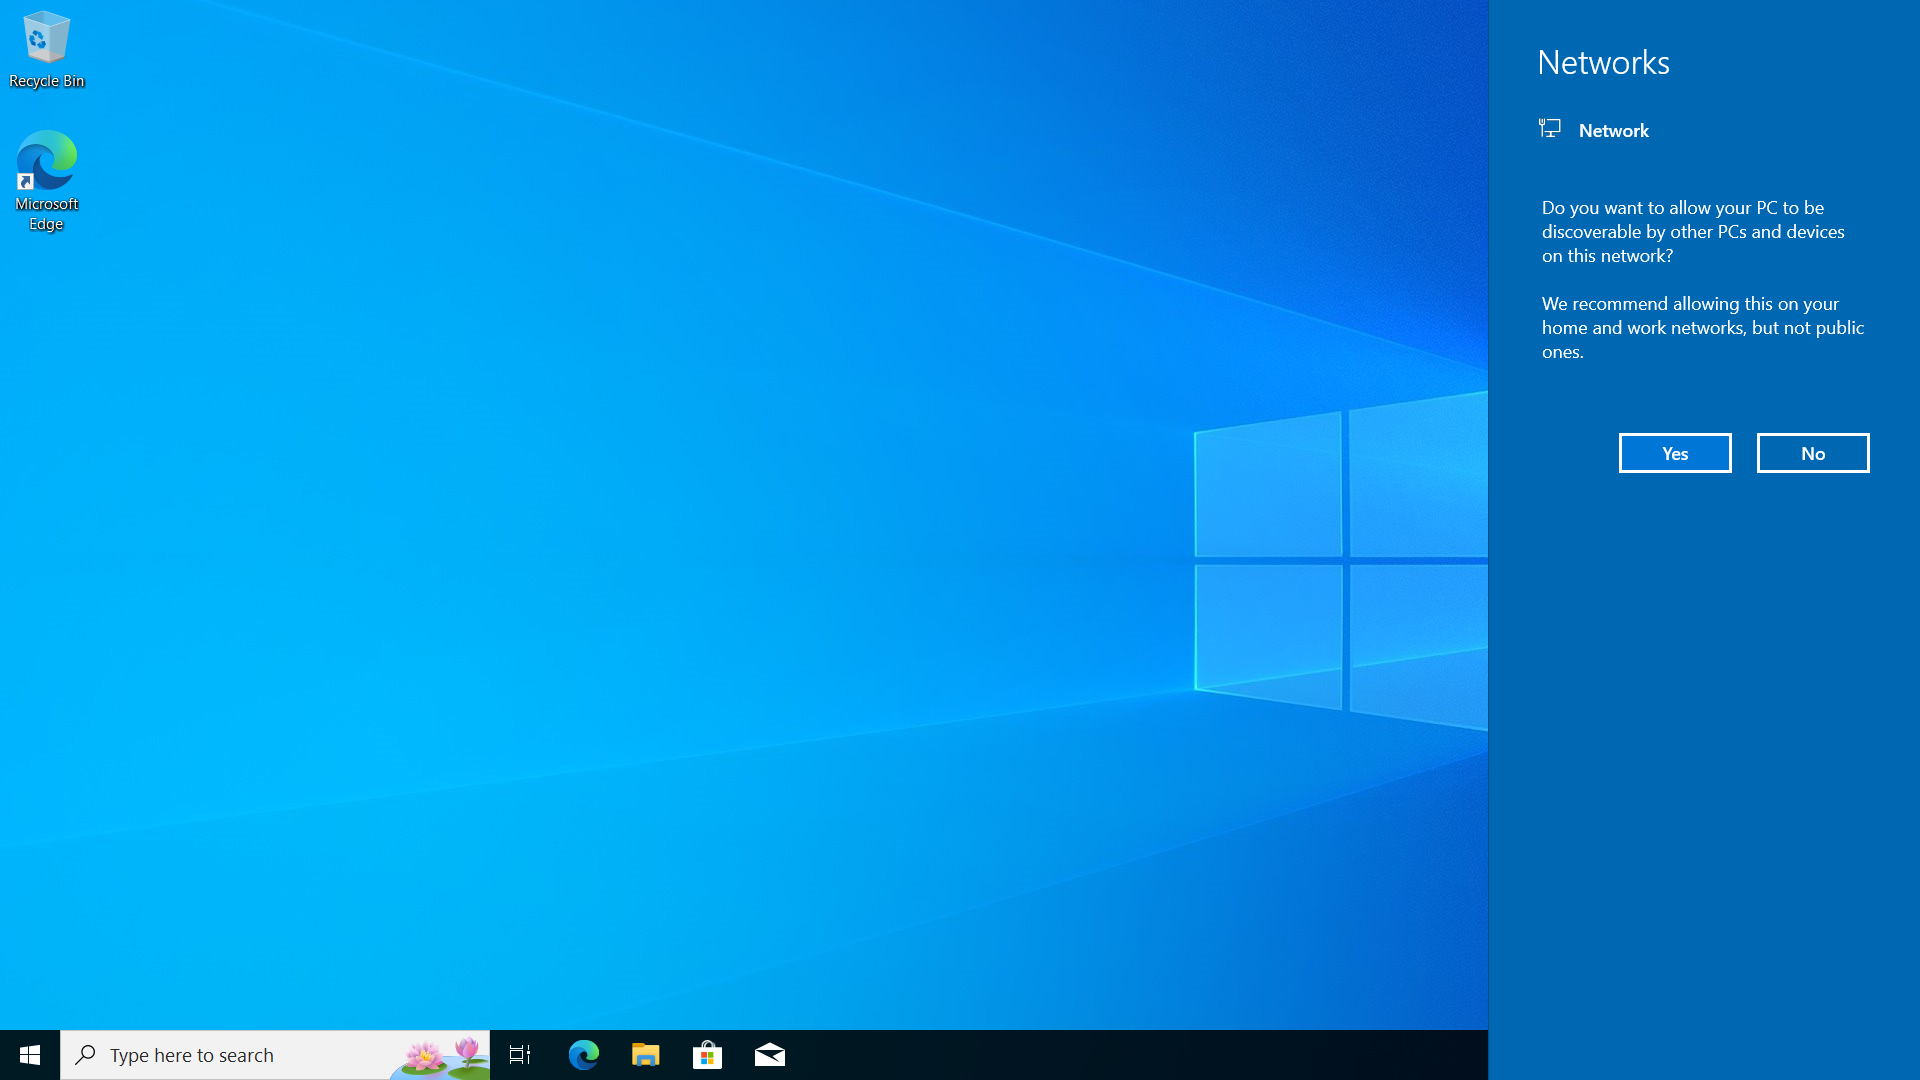 Recycle Bin
Microsoft
Edge
Networks
Network
Do you want to allow your PC to be
discoverable by other PCs and devices
on this network?
We recommend allowing this on your
home and work networks, but not public
ones.
Yes
No
Type here to search